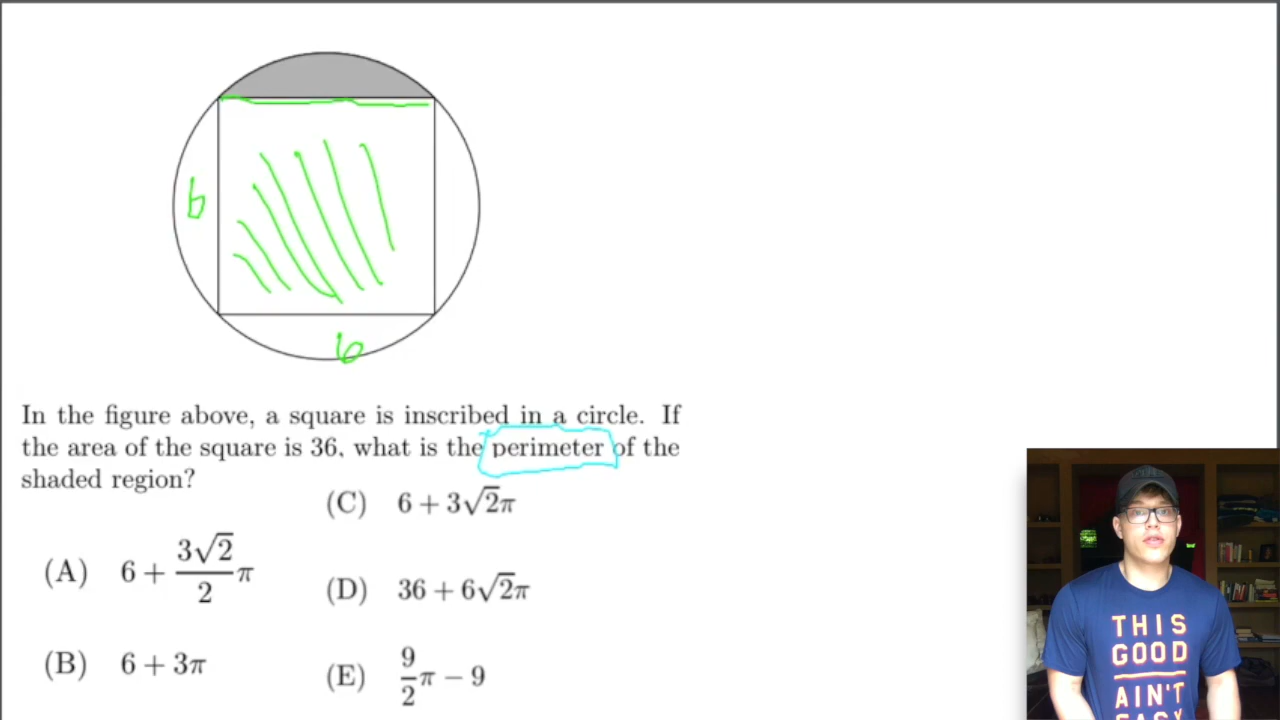 6
6
In the figure above, a square is inscribed in a circle. If
the area of the square is 36, what is the perimeter of the
shaded region?
(C) 6 + 3√2π
(A) 6 + 3√2/2 π
(D) 36 + 6√2π
(B) 6 + 3π
(E) 9/2 π − 9
THIS
GOOD
AIN'T
EASY